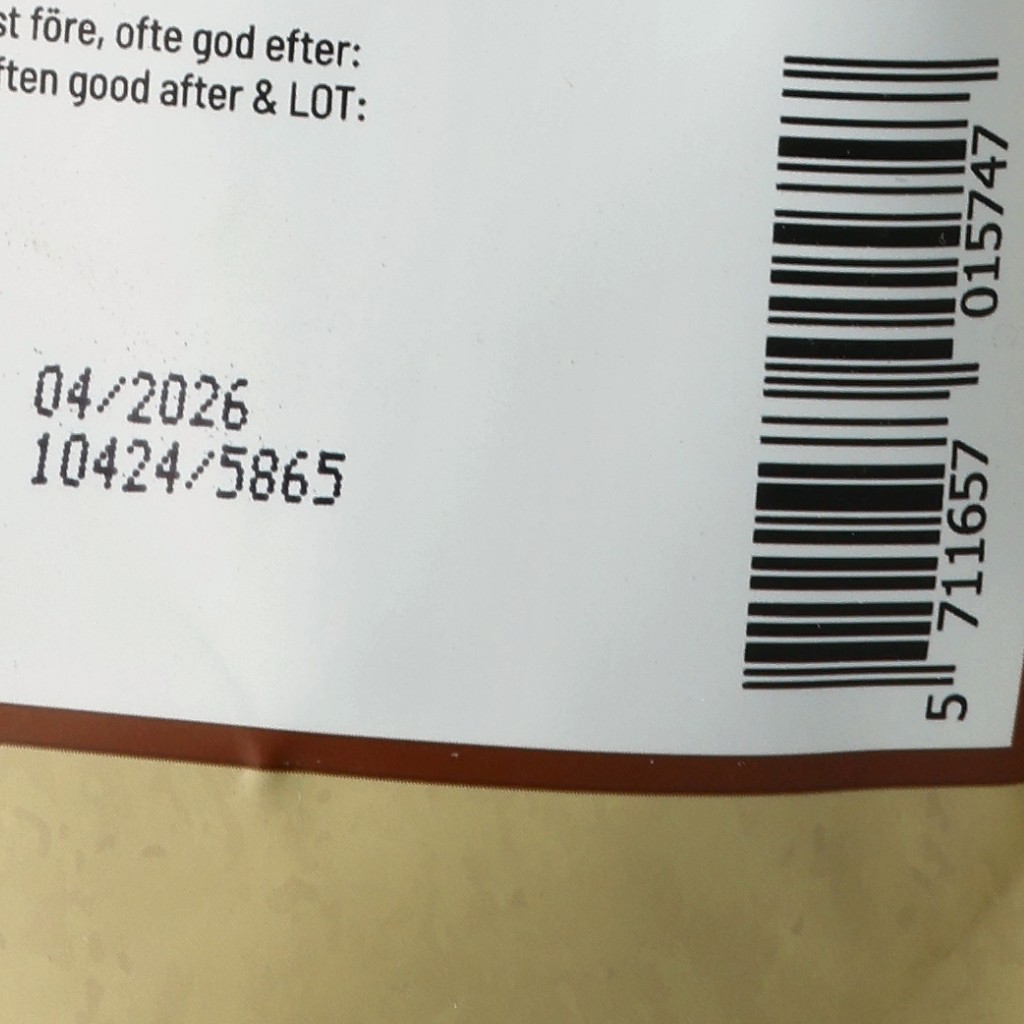 st före, ofte god efter:
ften good after & LOT:
04/2026
10424/5865
5 711657 015747